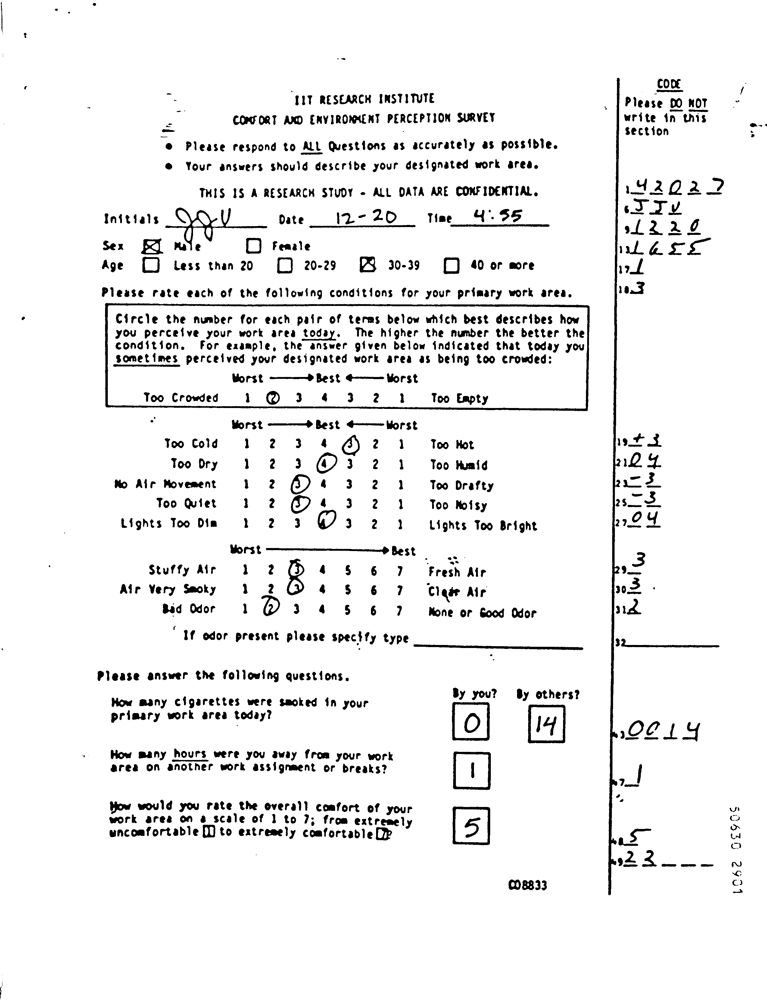 CODE
IIT RESEARCH INSTITUTE
Please DO NOT
COMFORT AND ENVIRONMENT PERCEPTION SURVEY
write in this
section
• Please respond to ALL Questions as accurately as possible.
• Your answers should describe your designated work area.
THIS IS A RESEARCH STUDY - ALL DATA ARE CONFIDENTIAL.
1 42027
Initials JJV Date 12-20 Time 4:55
6 JJV
9 1220
Sex ☒ Male ☐ Female
13 1655
Age ☐ Less than 20 ☐ 20-29 ☒ 30-39 ☐ 40 or more
17 1
Please rate each of the following conditions for your primary work area.
18 3
Circle the number for each pair of terms below which best describes how
you perceive your work area today. The higher the number the better the
condition. For example, the answer given below indicated that today you
sometimes perceived your designated work area as being too crowded:
Worst → Best ← Worst
Too Crowded 1 2 3 4 3 2 1 Too Empty
Worst → Best ← Worst
Too Cold 1 2 3 4 3 2 1 Too Hot 19 +3
Too Dry 1 2 3 4 3 2 1 Too Humid 21 04
No Air Movement 1 2 3 4 3 2 1 Too Drafty 23 -3
Too Quiet 1 2 3 4 3 2 1 Too Noisy 25 -3
Lights Too Dim 1 2 3 4 3 2 1 Lights Too Bright 27 04
Worst → Best
Stuffy Air 1 2 3 4 5 6 7 Fresh Air 29 3
Air Very Smoky 1 2 3 4 5 6 7 Clear Air 30 3
Bad Odor 1 2 3 4 5 6 7 None or Good Odor 31 2
If odor present please specify type 32
Please answer the following questions.
By you? By others?
How many cigarettes were smoked in your
primary work area today?
0 14 0014
How many hours were you away from your work
area on another work assignment or breaks?
1 1
How would you rate the overall comfort of your
work area on a scale of 1 to 7; from extremely
uncomfortable 1 to extremely comfortable 7?
5 5
22
CO8833
50630 2901